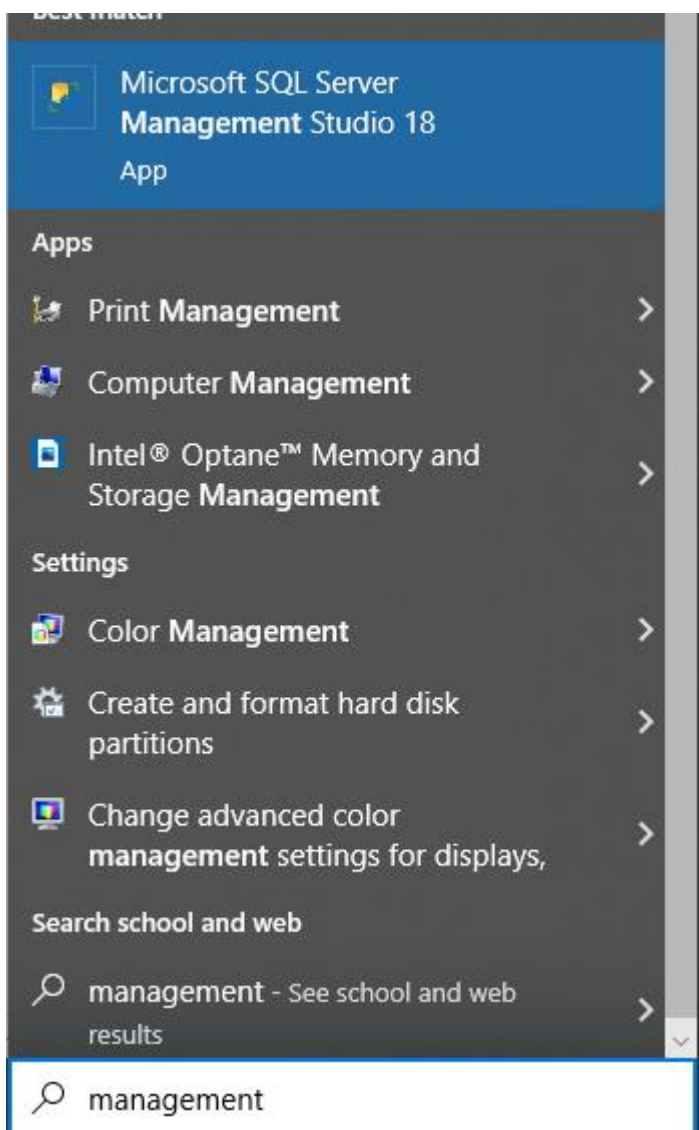 Best match
Microsoft SQL Server
Management Studio 18
App
Apps
Print Management
Computer Management
Intel® Optane™ Memory and
Storage Management
Settings
Color Management
Create and format hard disk
partitions
Change advanced color
management settings for displays,
Search school and web
management - See school and web
results
management